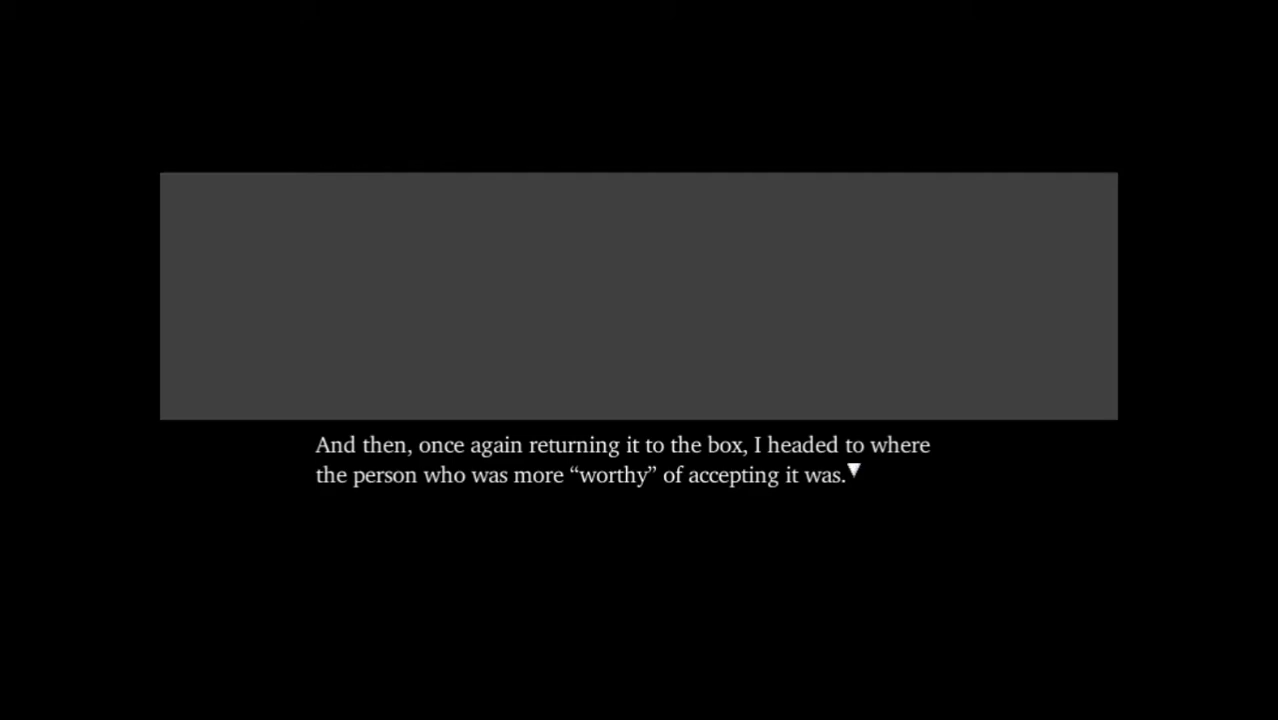 And then, once again returning it to the box, I headed to where
the person who was more “worthy” of accepting it was.